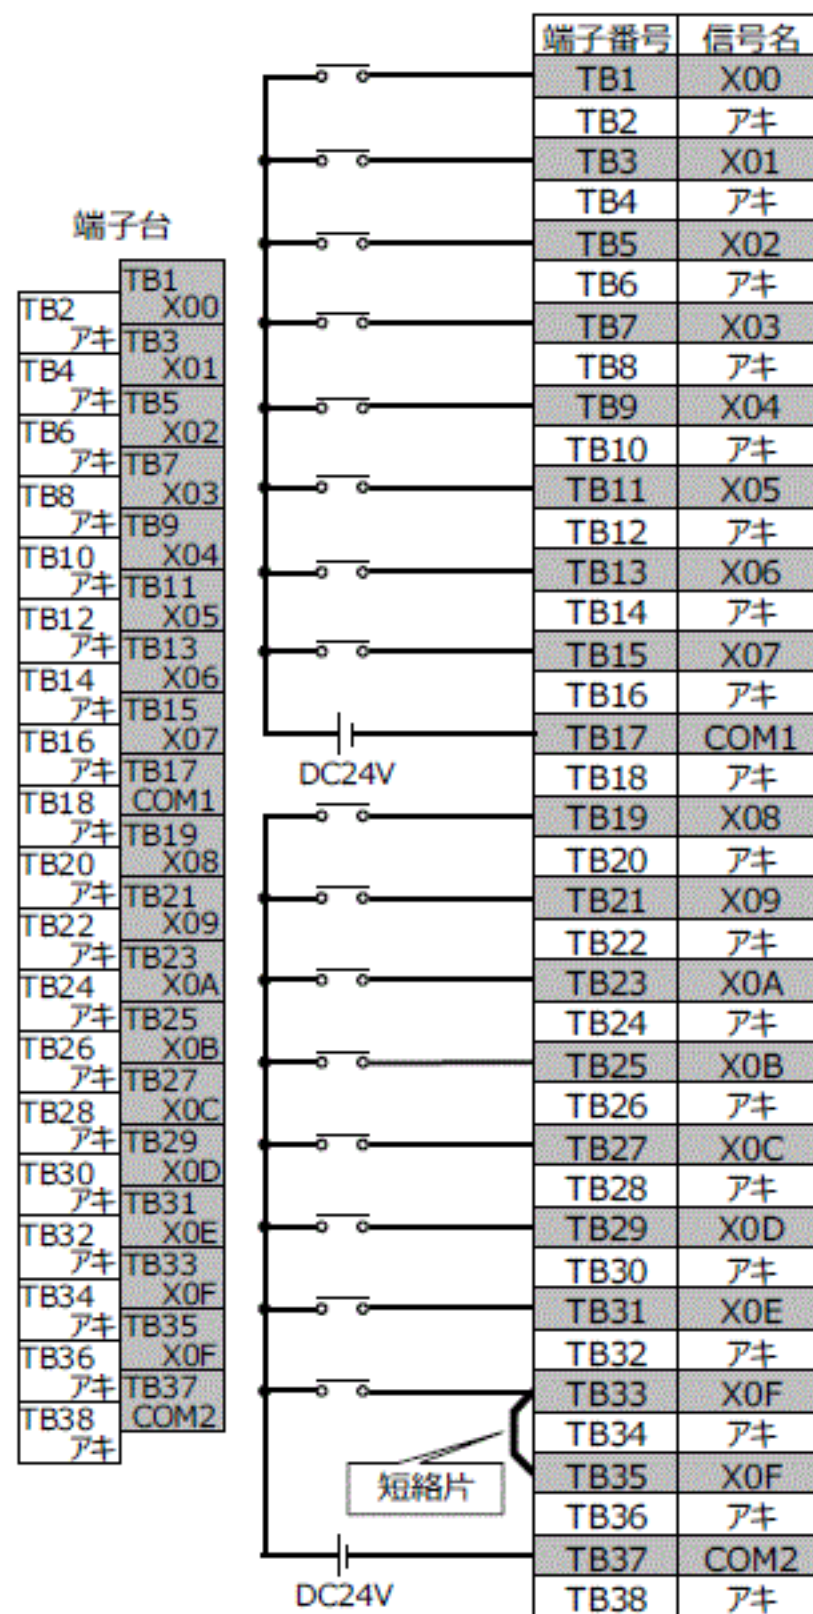 端子台
TB1
X00
TB2
アキ
TB3
X01
TB4
アキ
TB5
X02
TB6
アキ
TB7
X03
TB8
アキ
TB9
X04
TB10
アキ
TB11
X05
TB12
アキ
TB13
X06
TB14
アキ
TB15
X07
TB16
アキ
TB17
COM1
TB18
アキ
TB19
X08
TB20
アキ
TB21
X09
TB22
アキ
TB23
X0A
TB24
アキ
TB25
X0B
TB26
アキ
TB27
X0C
TB28
アキ
TB29
X0D
TB30
アキ
TB31
X0E
TB32
アキ
TB33
X0F
TB34
アキ
TB35
X0F
TB36
アキ
TB37
COM2
TB38
アキ
DC24V
短絡片
DC24V
端子番号 信号名
TB1 X00
TB2 アキ
TB3 X01
TB4 アキ
TB5 X02
TB6 アキ
TB7 X03
TB8 アキ
TB9 X04
TB10 アキ
TB11 X05
TB12 アキ
TB13 X06
TB14 アキ
TB15 X07
TB16 アキ
TB17 COM1
TB18 アキ
TB19 X08
TB20 アキ
TB21 X09
TB22 アキ
TB23 X0A
TB24 アキ
TB25 X0B
TB26 アキ
TB27 X0C
TB28 アキ
TB29 X0D
TB30 アキ
TB31 X0E
TB32 アキ
TB33 X0F
TB34 アキ
TB35 X0F
TB36 アキ
TB37 COM2
TB38 アキ